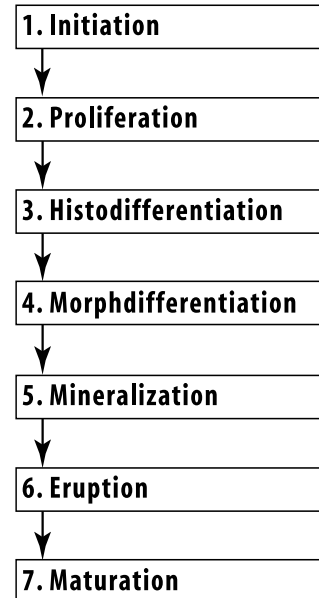 1. Initiation
2. Proliferation
3. Histodifferentiation
4. Morphdifferentiation
5. Mineralization
6. Eruption
7. Maturation